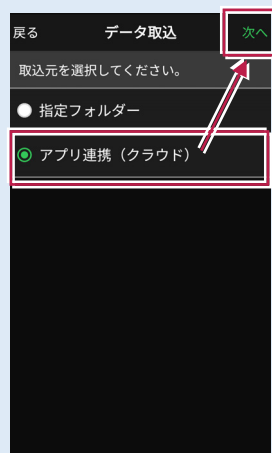 戻る データ取込 次へ
取込元を選択してください。
指定フォルダー
アプリ連携（クラウド）